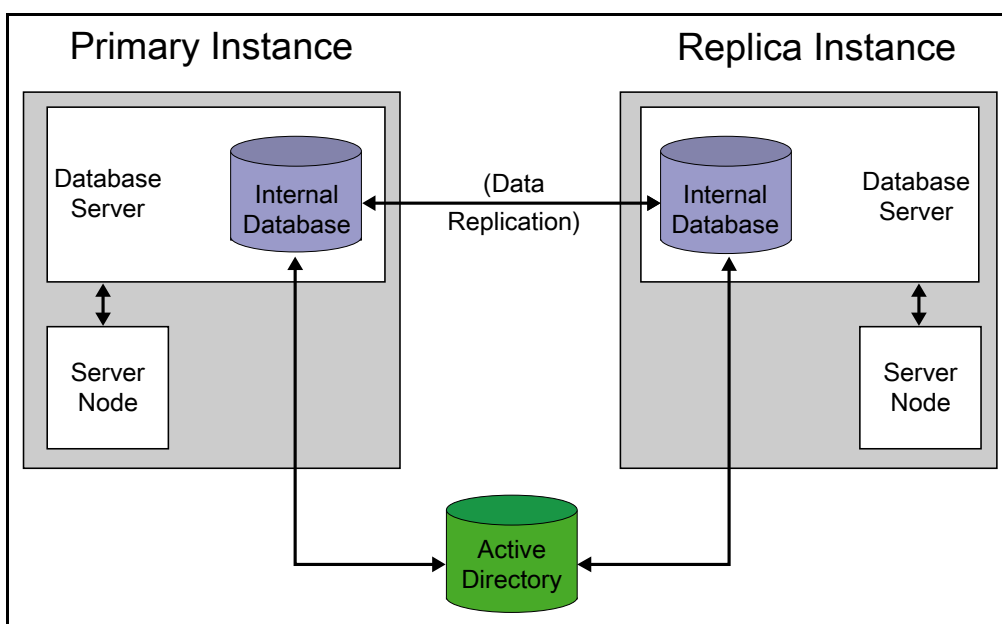 Primary Instance
Replica Instance
Database
Server
Internal
Database
(Data
Replication)
Internal
Database
Database
Server
Server
Node
Server
Node
Active
Directory